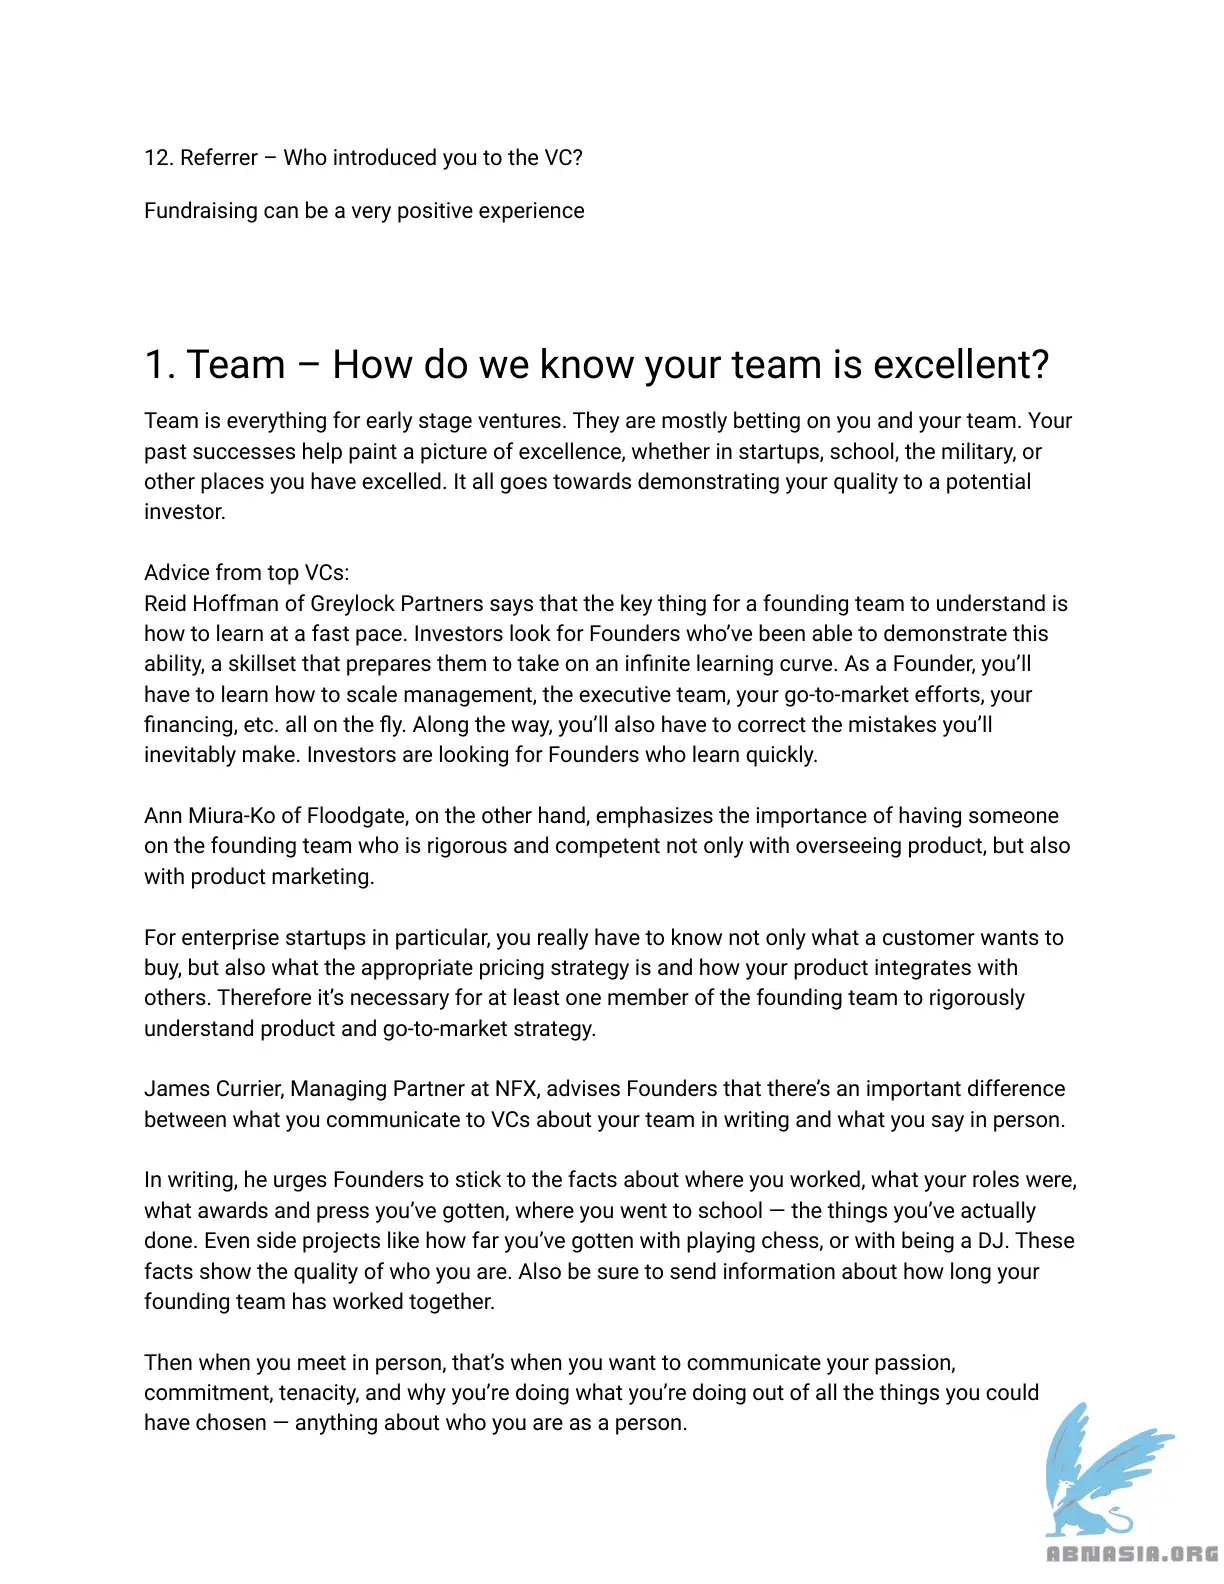 12. Referrer – Who introduced you to the VC?
Fundraising can be a very positive experience
1. Team – How do we know your team is excellent?
Team is everything for early stage ventures. They are mostly betting on you and your team. Your
past successes help paint a picture of excellence, whether in startups, school, the military, or
other places you have excelled. It all goes towards demonstrating your quality to a potential
investor.
Advice from top VCs:
Reid Hoffman of Greylock Partners says that the key thing for a founding team to understand is
how to learn at a fast pace. Investors look for Founders who’ve been able to demonstrate this
ability, a skillset that prepares them to take on an infinite learning curve. As a Founder, you’ll
have to learn how to scale management, the executive team, your go-to-market efforts, your
financing, etc. all on the fly. Along the way, you’ll also have to correct the mistakes you’ll
inevitably make. Investors are looking for Founders who learn quickly.
Ann Miura-Ko of Floodgate, on the other hand, emphasizes the importance of having someone
on the founding team who is rigorous and competent not only with overseeing product, but also
with product marketing.
For enterprise startups in particular, you really have to know not only what a customer wants to
buy, but also what the appropriate pricing strategy is and how your product integrates with
others. Therefore it’s necessary for at least one member of the founding team to rigorously
understand product and go-to-market strategy.
James Currier, Managing Partner at NFX, advises Founders that there’s an important difference
between what you communicate to VCs about your team in writing and what you say in person.
In writing, he urges Founders to stick to the facts about where you worked, what your roles were,
what awards and press you’ve gotten, where you went to school — the things you’ve actually
done. Even side projects like how far you’ve gotten with playing chess, or with being a DJ. These
facts show the quality of who you are. Also be sure to send information about how long your
founding team has worked together.
Then when you meet in person, that’s when you want to communicate your passion,
commitment, tenacity, and why you’re doing what you’re doing out of all the things you could
have chosen — anything about who you are as a person.
ABNASIA.ORG